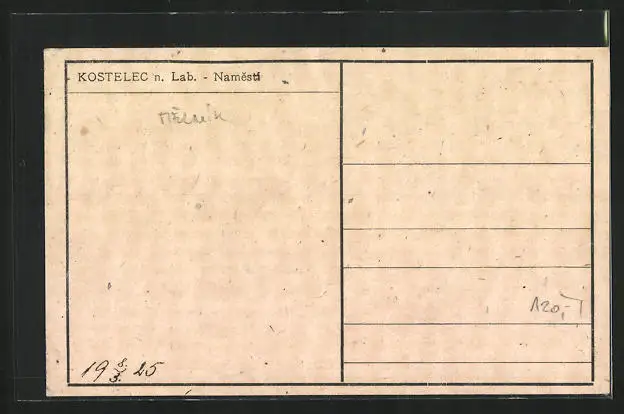 KOSTELEC n. Lab. - Naměstí
MĚLNÍK
120,-
19 8./3. 25